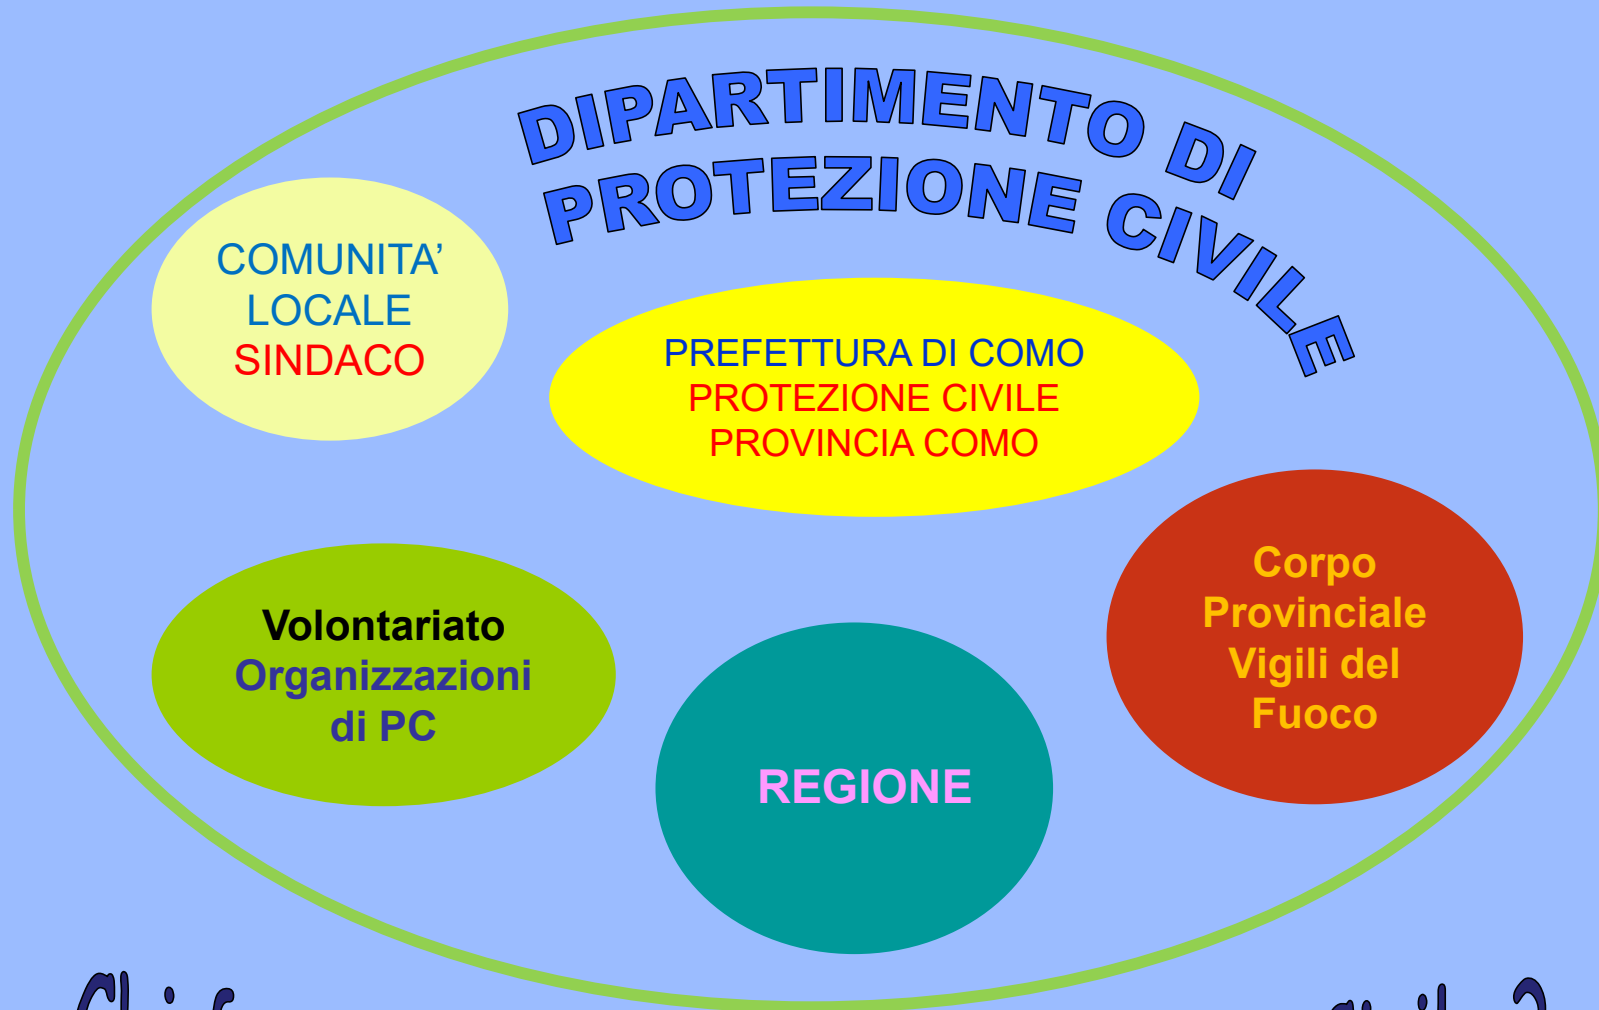 DIPARTIMENTO DI
PROTEZIONE CIVILE
COMUNITA’
LOCALE
SINDACO
PREFETTURA DI COMO
PROTEZIONE CIVILE
PROVINCIA COMO
Corpo
Provinciale
Vigili del
Fuoco
Volontariato
Organizzazioni
di PC
REGIONE